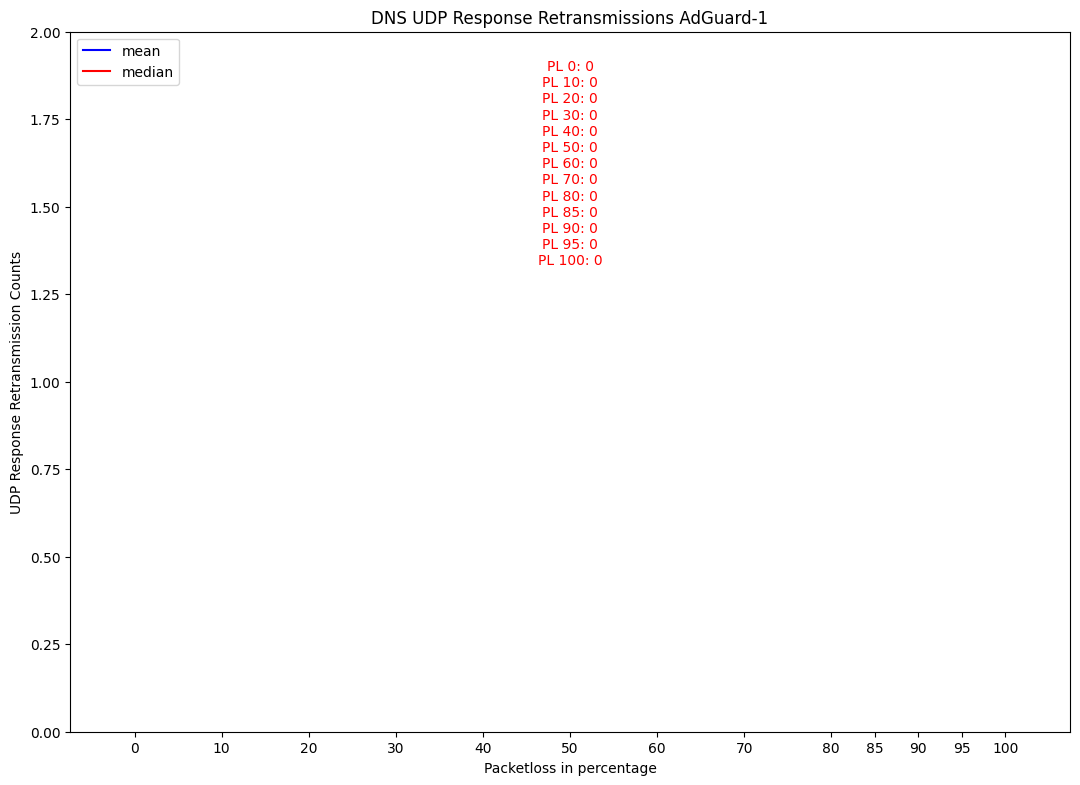 DNS UDP Response Retransmissions AdGuard-1
mean
median
PL 0: 0
PL 10: 0
PL 20: 0
PL 30: 0
PL 40: 0
PL 50: 0
PL 60: 0
PL 70: 0
PL 80: 0
PL 85: 0
PL 90: 0
PL 95: 0
PL 100: 0
UDP Response Retransmission Counts
2.00
1.75
1.50
1.25
1.00
0.75
0.50
0.25
0.00
0 10 20 30 40 50 60 70 80 85 90 95 100
Packetloss in percentage